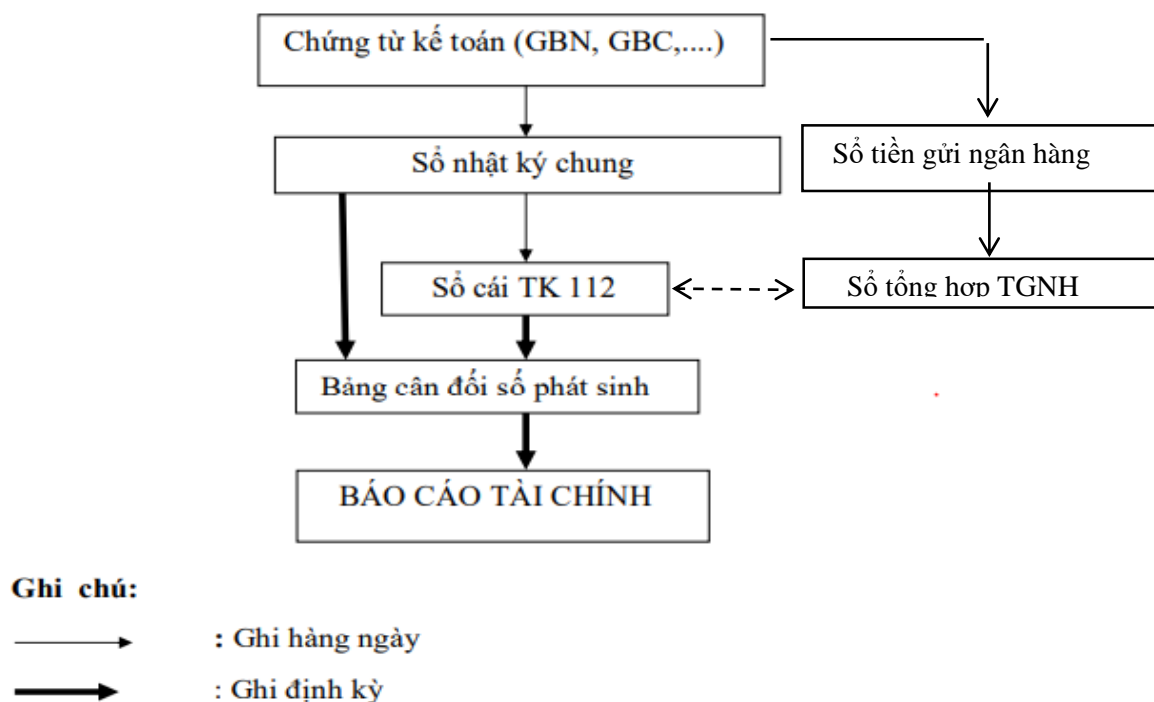 Chứng từ kế toán (GBN, GBC,....)
Sổ nhật ký chung
Sổ tiền gửi ngân hàng
Sổ cái TK 112
Sổ tổng hợp TGNH
Bảng cân đối số phát sinh
BÁO CÁO TÀI CHÍNH
Ghi chú:
: Ghi hàng ngày
: Ghi định kỳ